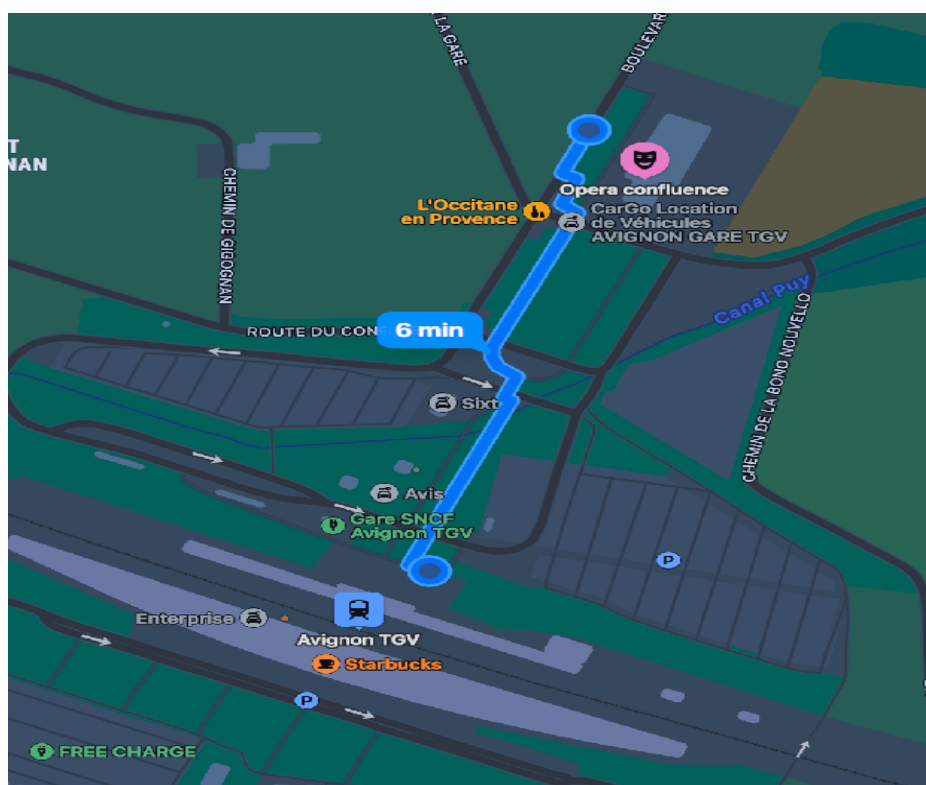 LA GARE
BOULEVAR
T
NAN
CHEMIN DE GIGOGNAN
Opera confluence
L'Occitane
en Provence
CarGo Location
de Véhicules
AVIGNON GARE TGV
Canal Puy
ROUTE DU CONF
6 min
CHEMIN DE LA BONO NOUVELLO
Sixt
Avis
Gare SNCF
Avignon TGV
P
Enterprise
Avignon TGV
Starbucks
P
FREE CHARGE